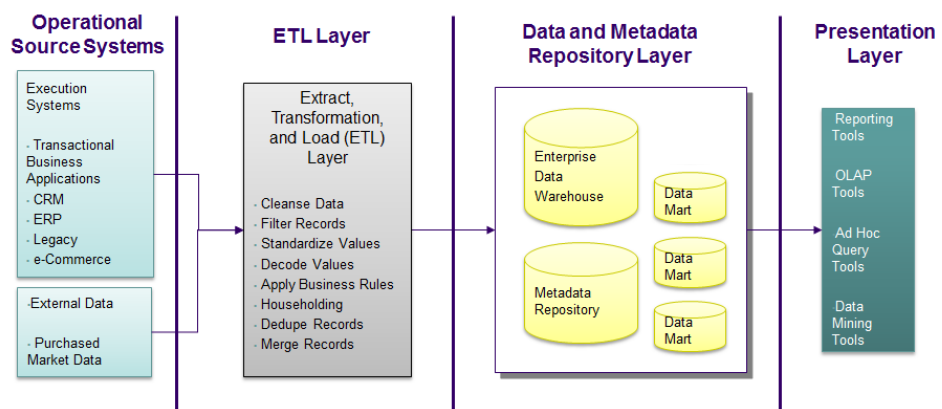 Operational
Source Systems
Execution
Systems
- Transactional
Business
Applications
- CRM
- ERP
- Legacy
- e-Commerce
-External Data
- Purchased
Market Data
ETL Layer
Extract,
Transformation,
and Load (ETL)
Layer
- Cleanse Data
- Filter Records
- Standardize Values
- Decode Values
- Apply Business Rules
- Householding
- Dedupe Records
- Merge Records
Data and Metadata
Repository Layer
Enterprise
Data
Warehouse
Metadata
Repository
Data
Mart
Data
Mart
Data
Mart
Presentation
Layer
Reporting
Tools
OLAP
Tools
Ad Hoc
Query
Tools
Data
Mining
Tools